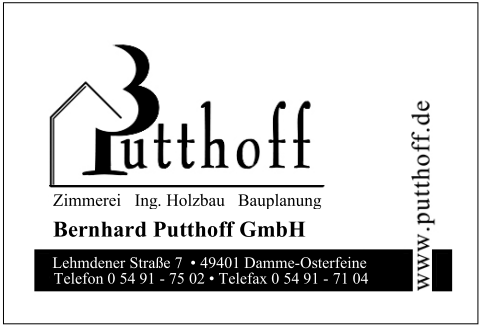 Putthoff
Zimmerei Ing. Holzbau Bauplanung
Bernhard Putthoff GmbH
Lehmdener Straße 7 • 49401 Damme-Osterfeine
Telefon 0 54 91 - 75 02 • Telefax 0 54 91 - 71 04
www.putthoff.de